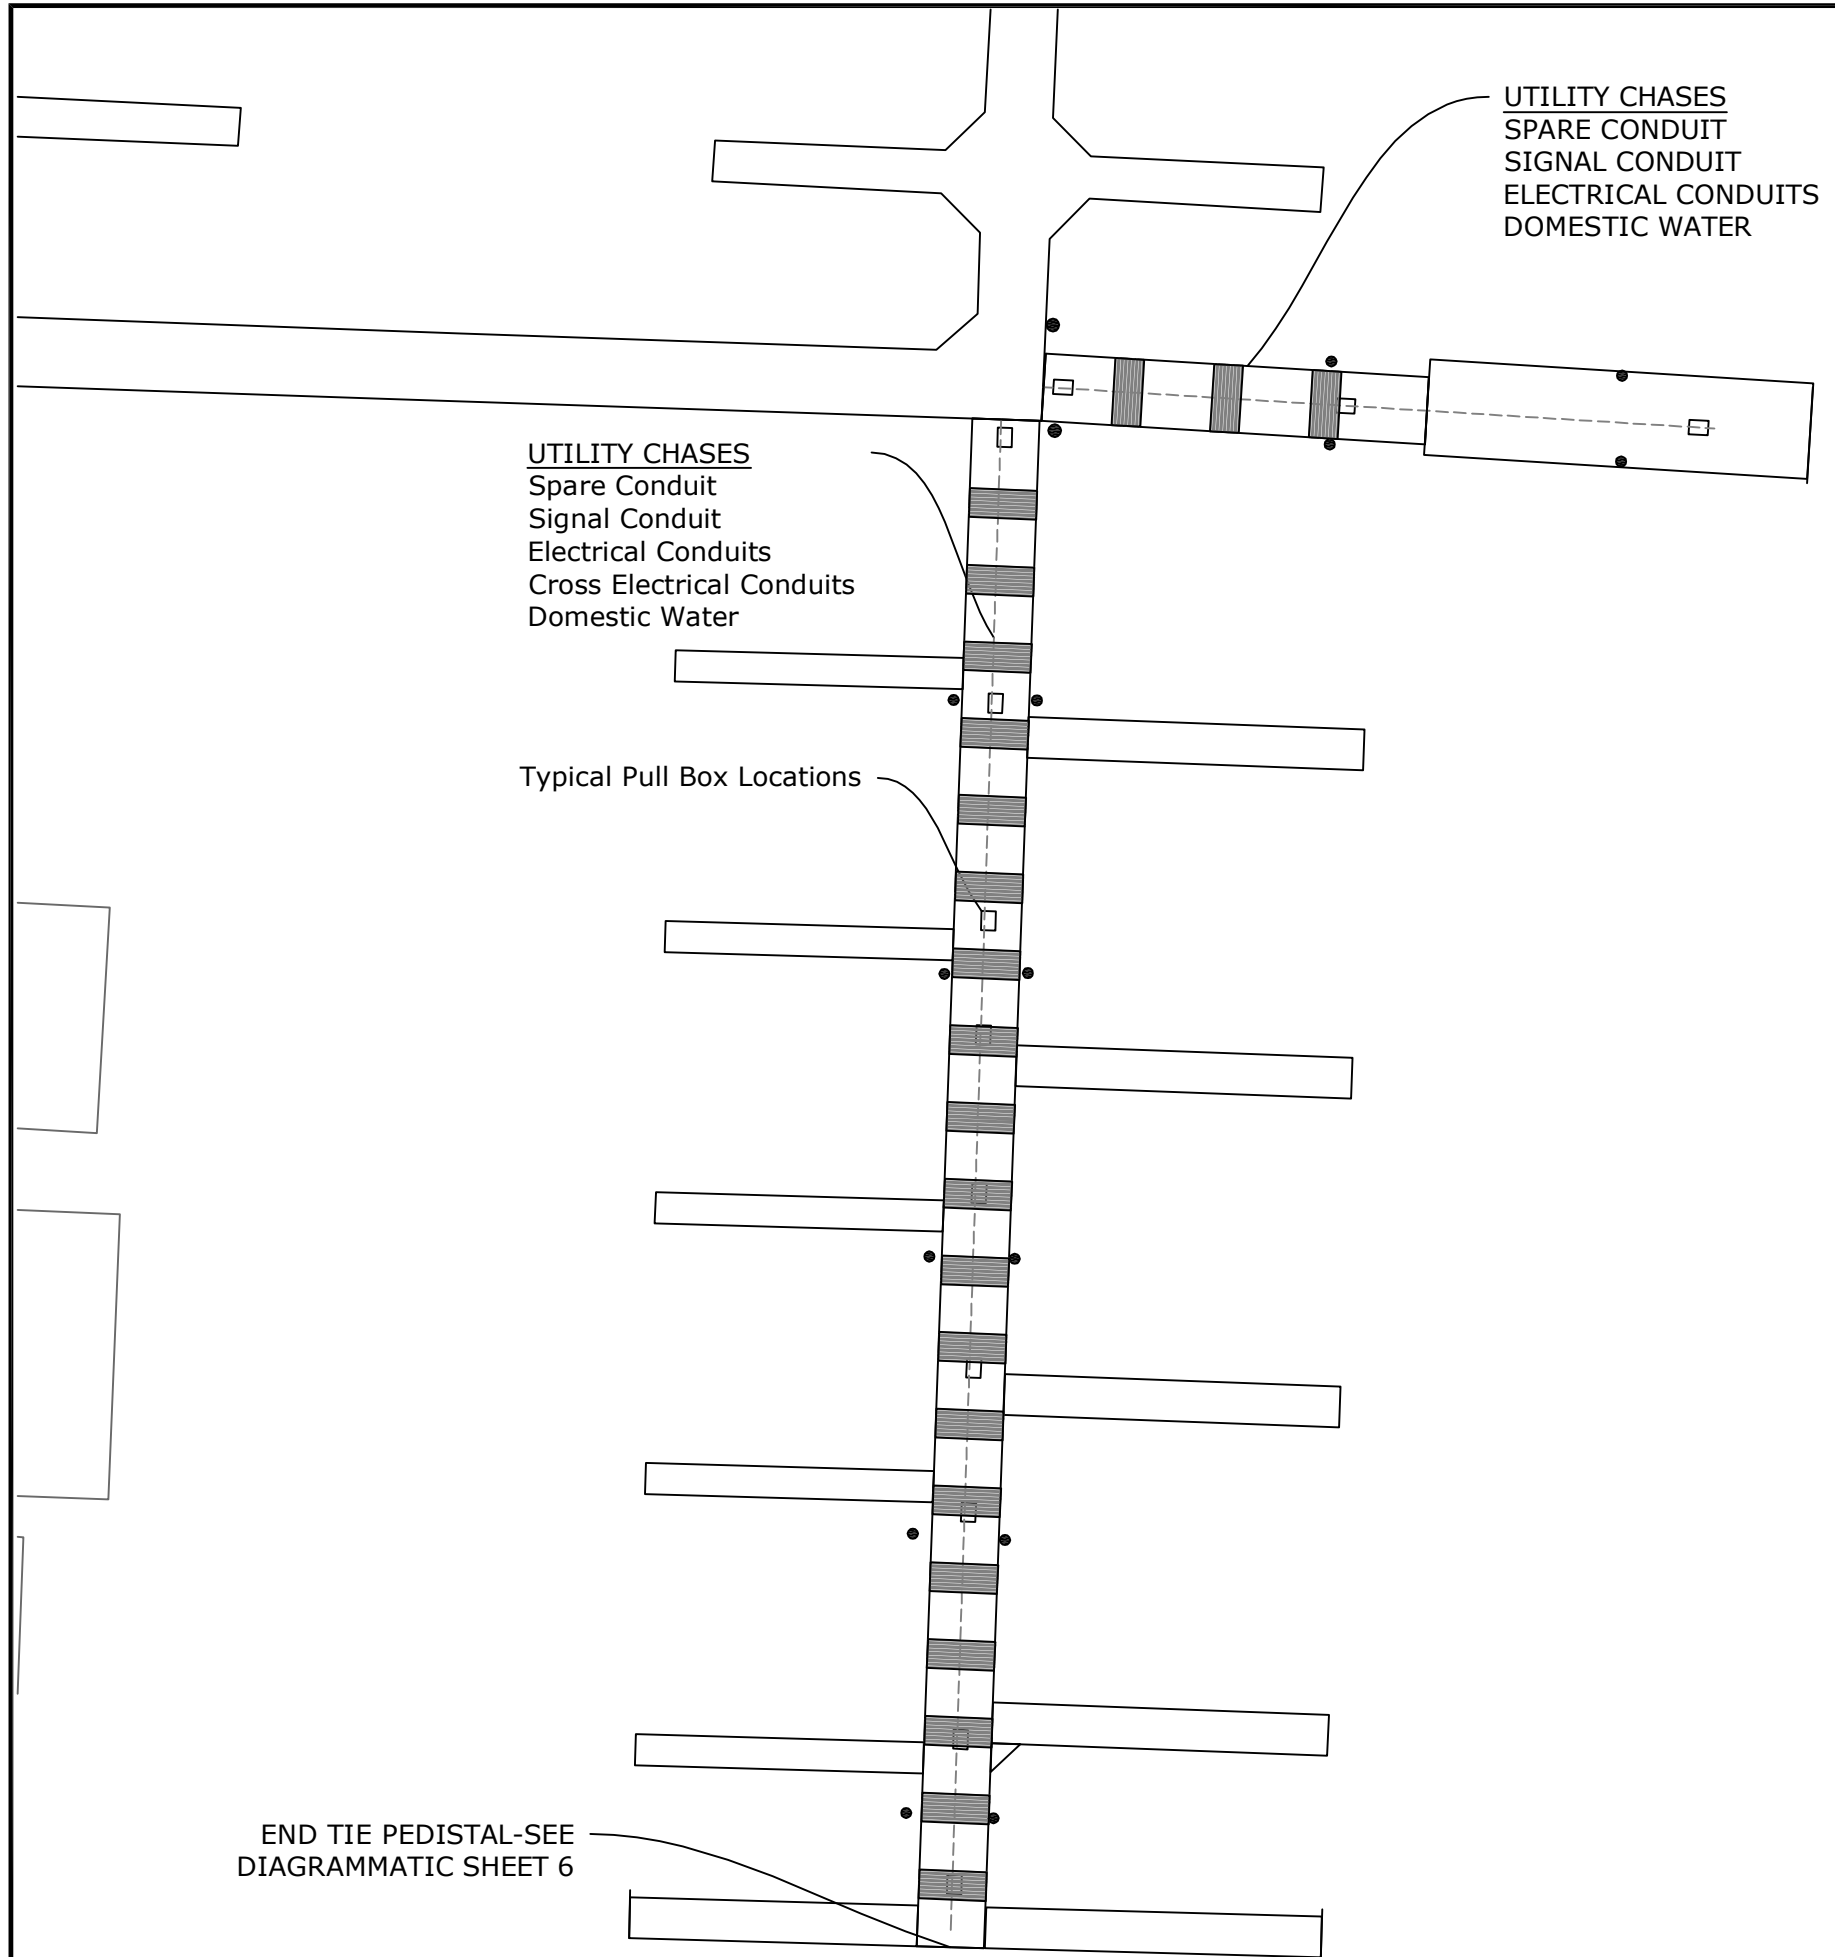 UTILITY CHASES
SPARE CONDUIT
SIGNAL CONDUIT
ELECTRICAL CONDUITS
DOMESTIC WATER
UTILITY CHASES
Spare Conduit
Signal Conduit
Electrical Conduits
Cross Electrical Conduits
Domestic Water
Typical Pull Box Locations
END TIE PEDISTAL-SEE
DIAGRAMMATIC SHEET 6